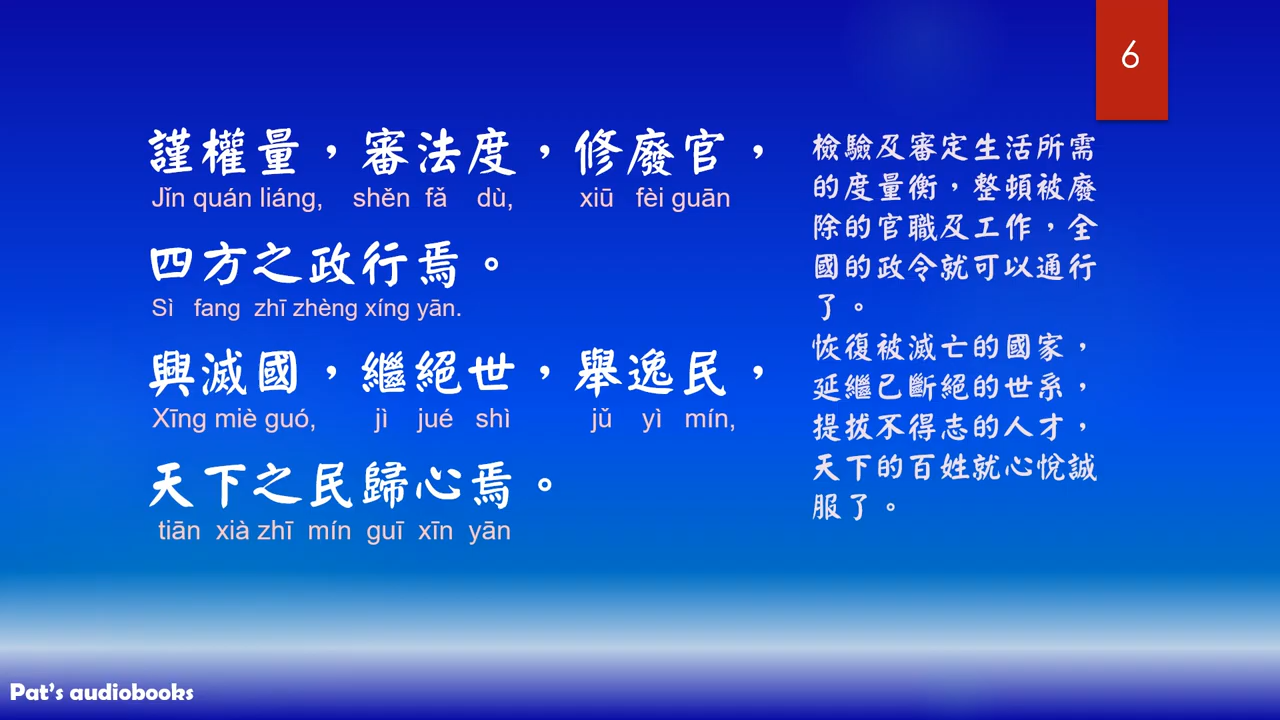 6
謹權量，審法度，修廢官，
Jǐn quán liáng, shěn fǎ dù, xiū fèi guān
四方之政行焉。
Sì fang zhī zhèng xíng yān.
興滅國，繼絕世，舉逸民，
Xīng miè guó, jì jué shì jǔ yì mín,
天下之民歸心焉。
tiān xià zhī mín guī xīn yān
檢驗及審定生活所需
的度量衡，整頓被廢
除的官職及工作，全
國的政令就可以通行
了。
恢復被滅亡的國家，
延繼已斷絕的世系，
提拔不得志的人才，
天下的百姓就心悅誠
服了。
Pat's audiobooks